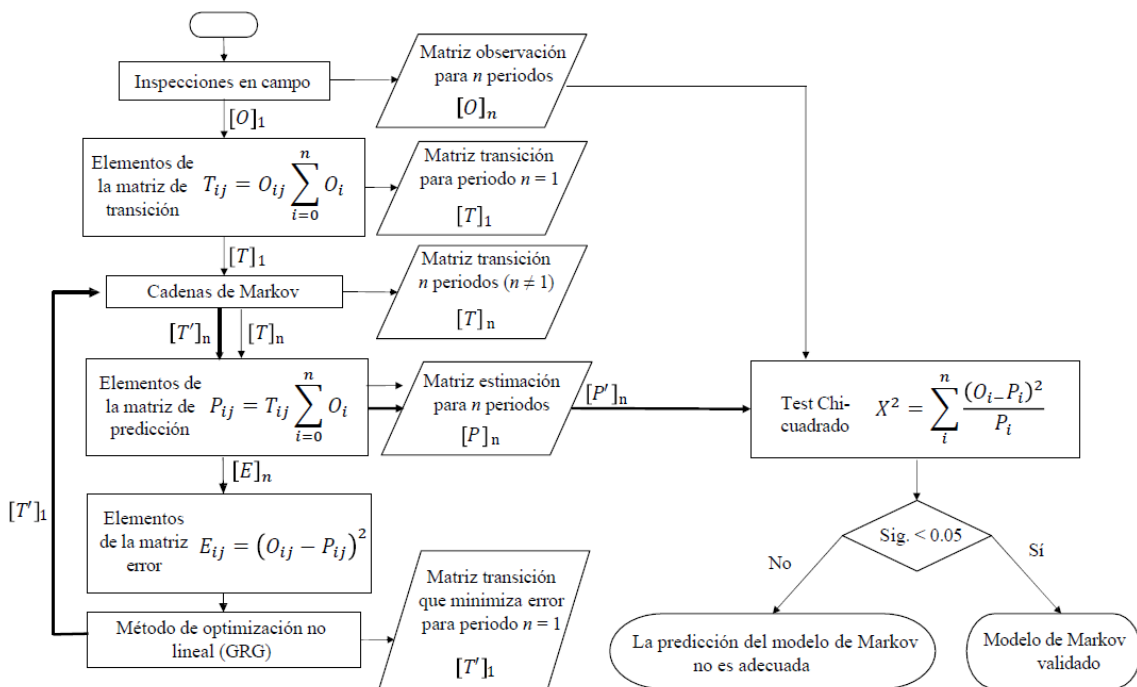 Inspecciones en campo
Matriz observación
para n periodos
[O]n
[O]1
Elementos de
la matriz de
transición
Tij = Oij ∑ i=0 n Oi
Matriz transición
para periodo n = 1
[T]1
[T]1
Cadenas de Markov
Matriz transición
n periodos (n ≠ 1)
[T]n
[T′]n
[T]n
Elementos de
la matriz de
predicción
Pij = Tij ∑ i=0 n Oi
Matriz estimación
para n periodos
[P]n
[P′]n
Test Chi-
cuadrado
X² = ∑ i n (Oi−Pi)² / Pi
[E]n
[T′]1
Elementos
de la matriz
error
Eij = (Oij − Pij)²
Sig. < 0.05
No
Sí
Método de optimización no
lineal (GRG)
Matriz transición
que minimiza error
para periodo n = 1
[T′]1
La predicción del modelo de Markov
no es adecuada
Modelo de Markov
validado